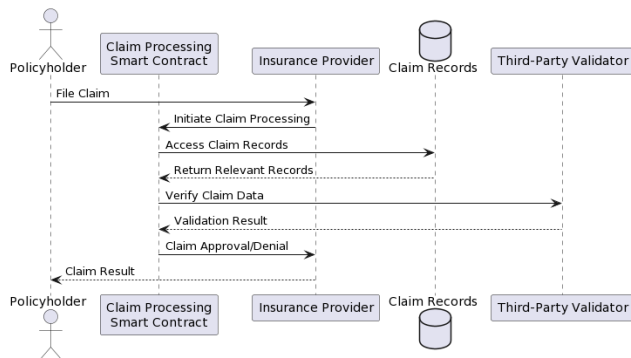 Policyholder
Claim Processing
Smart Contract
Insurance Provider
Claim Records
Third-Party Validator
File Claim
Initiate Claim Processing
Access Claim Records
Return Relevant Records
Verify Claim Data
Validation Result
Claim Approval/Denial
Claim Result
Policyholder
Claim Processing
Smart Contract
Insurance Provider
Claim Records
Third-Party Validator